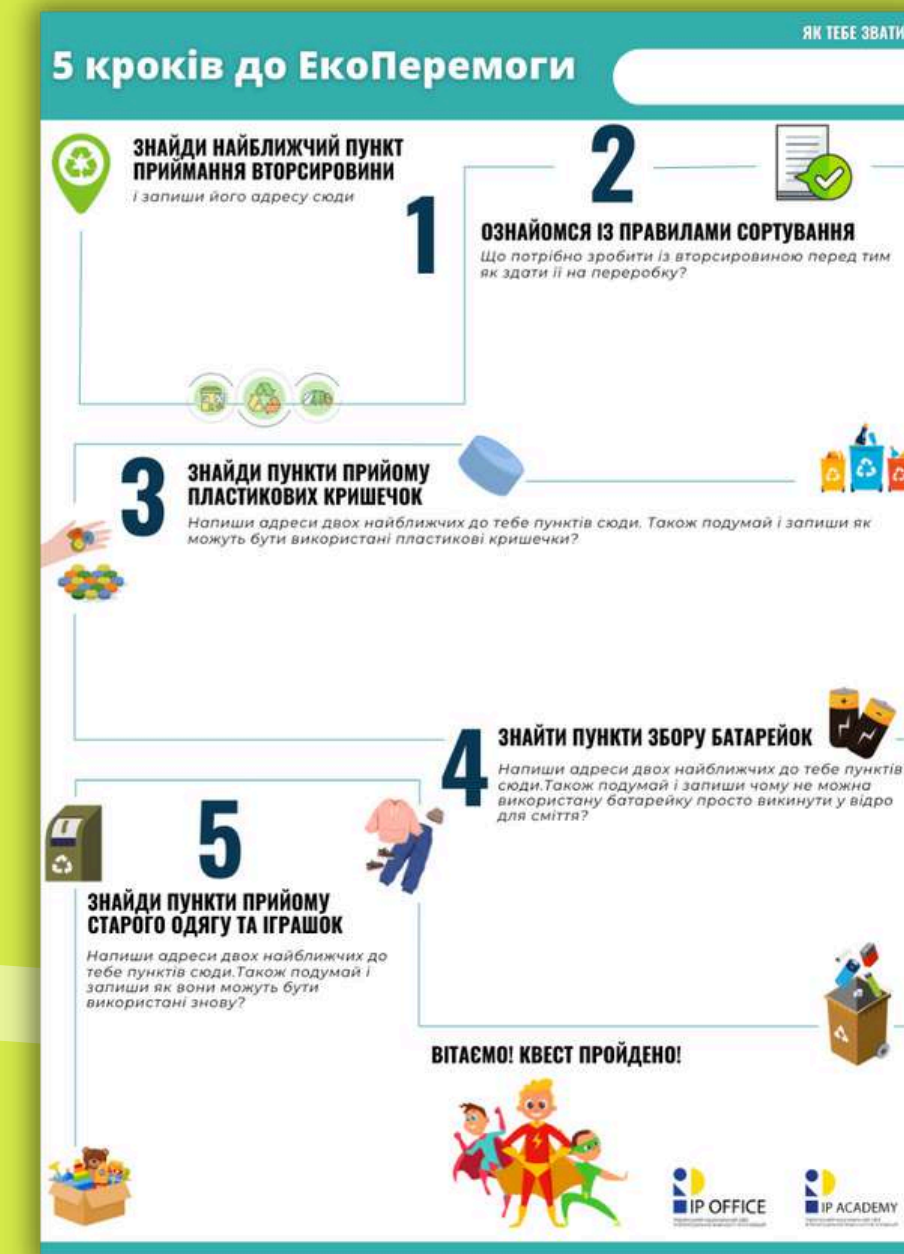 ЯК ТЕБЕ ЗВАТИ
5 кроків до ЕкоПеремоги
ЗНАЙДИ НАЙБЛИЖЧИЙ ПУНКТ
ПРИЙМАННЯ ВТОРСИРОВИНИ
і запиши його адресу сюди
1
2
ОЗНАЙОМСЯ ІЗ ПРАВИЛАМИ СОРТУВАННЯ
Що потрібно зробити із вторсировиною перед тим
як здати її на переробку?
3
ЗНАЙДИ ПУНКТИ ПРИЙОМУ
ПЛАСТИКОВИХ КРИШЕЧОК
Напиши адреси двох найближчих до тебе пунктів сюди. Також подумай і запиши як
можуть бути використані пластикові кришечки?
4
ЗНАЙТИ ПУНКТИ ЗБОРУ БАТАРЕЙОК
Напиши адреси двох найближчих до тебе пунктів
сюди.Також подумай і запиши чому не можна
використану батарейку просто викинути у відро
для сміття?
5
ЗНАЙДИ ПУНКТИ ПРИЙОМУ
СТАРОГО ОДЯГУ ТА ІГРАШОК
Напиши адреси двох найближчих до
тебе пунктів сюди.Також подумай і
запиши як вони можуть бути
використані знову?
ВІТАЄМО! КВЕСТ ПРОЙДЕНО!
IP OFFICE
IP ACADEMY